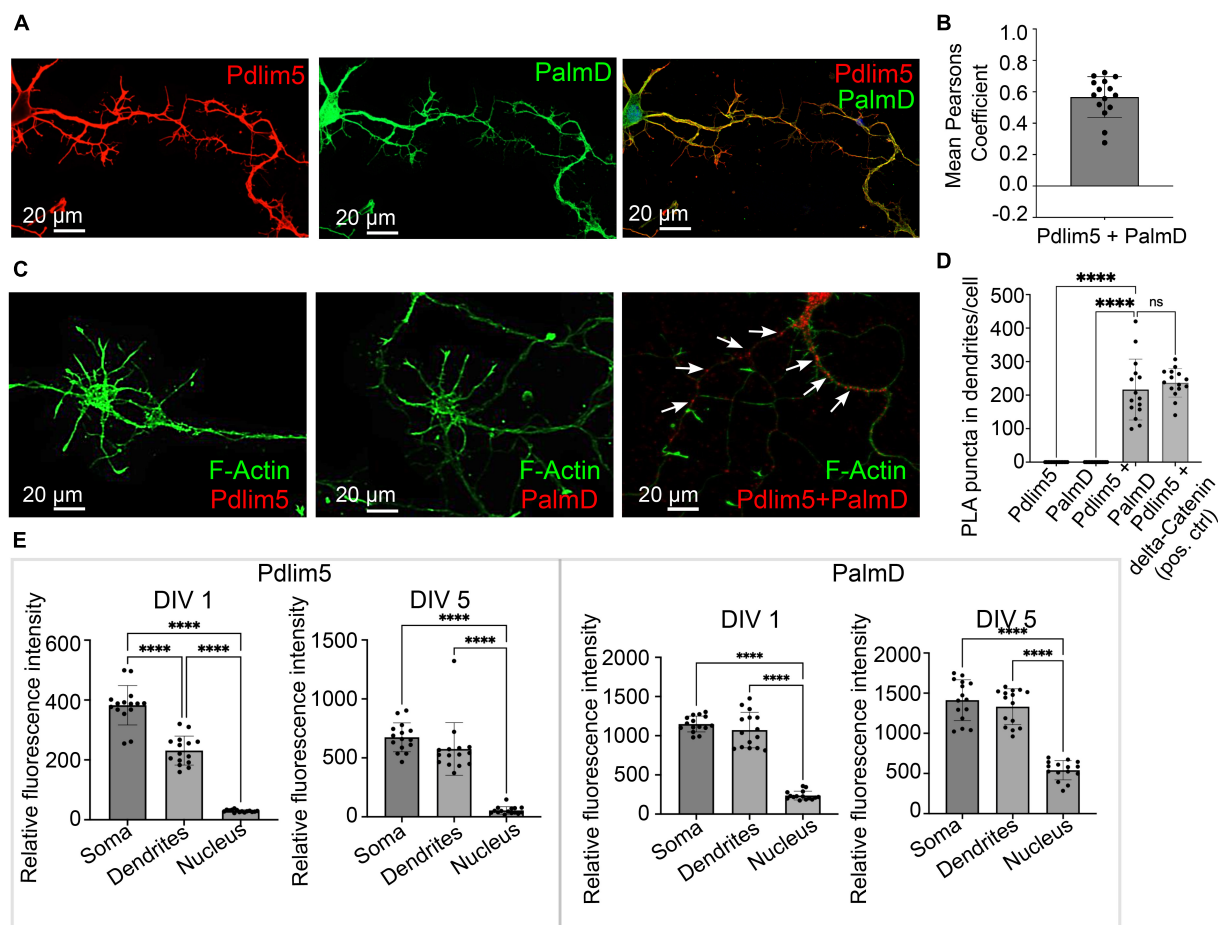 A
Pdlim5
20 µm
PalmD
20 µm
Pdlim5
PalmD
20 µm
B
Mean Pearsons
Coefficient
1.0
0.8
0.6
0.4
0.2
0.0
-0.2
Pdlim5 + PalmD
C
F-Actin
Pdlim5
20 µm
F-Actin
PalmD
20 µm
F-Actin
Pdlim5+PalmD
20 µm
D
PLA puncta in dendrites/cell
500
400
300
200
100
0
****
**** ns
Pdlim5
PalmD
Pdlim5 +
PalmD
Pdlim5 +
delta-Catenin
(pos. ctrl)
E
Pdlim5
DIV 1
Relative fluorescence intensity
600
400
200
0
****
**** ****
Soma
Dendrites
Nucleus
DIV 5
Relative fluorescence intensity
1500
1000
500
0
****
****
Soma
Dendrites
Nucleus
PalmD
DIV 1
Relative fluorescence intensity
2000
1500
1000
500
0
****
****
Soma
Dendrites
Nucleus
DIV 5
Relative fluorescence intensity
2000
1500
1000
500
0
****
****
Soma
Dendrites
Nucleus